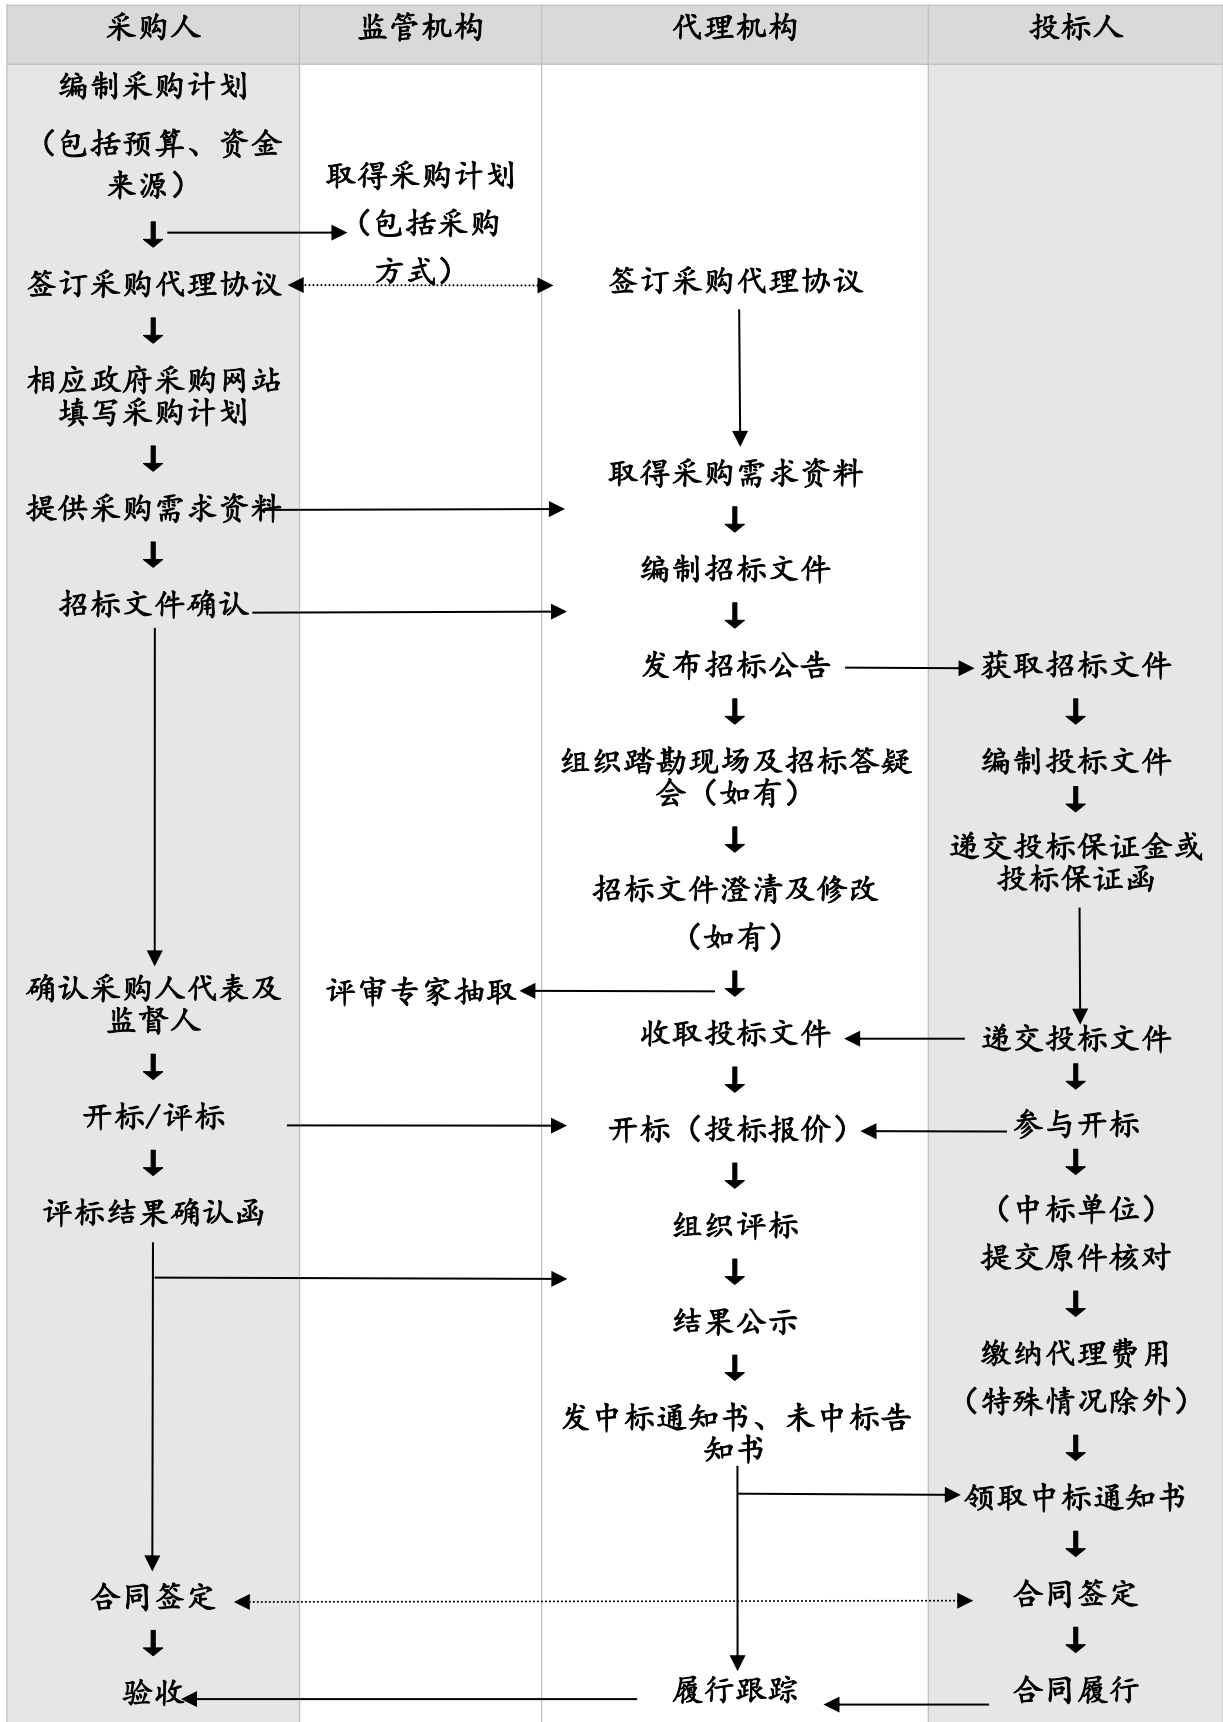 采购人
监管机构
代理机构
投标人
编制采购计划
（包括预算、资金
来源）
签订采购代理协议
相应政府采购网站
填写采购计划
提供采购需求资料
招标文件确认
确认采购人代表及
监督人
开标/评标
评标结果确认函
合同签定
验收
取得采购计划
（包括采购
方式）
评审专家抽取
签订采购代理协议
取得采购需求资料
编制招标文件
发布招标公告
组织踏勘现场及招标答疑
会（如有）
招标文件澄清及修改
（如有）
收取投标文件
开标（投标报价）
组织评标
结果公示
发中标通知书、未中标告
知书
履行跟踪
获取招标文件
编制投标文件
递交投标保证金或
投标保证函
递交投标文件
参与开标
（中标单位）
提交原件核对
缴纳代理费用
（特殊情况除外）
领取中标通知书
合同签定
合同履行